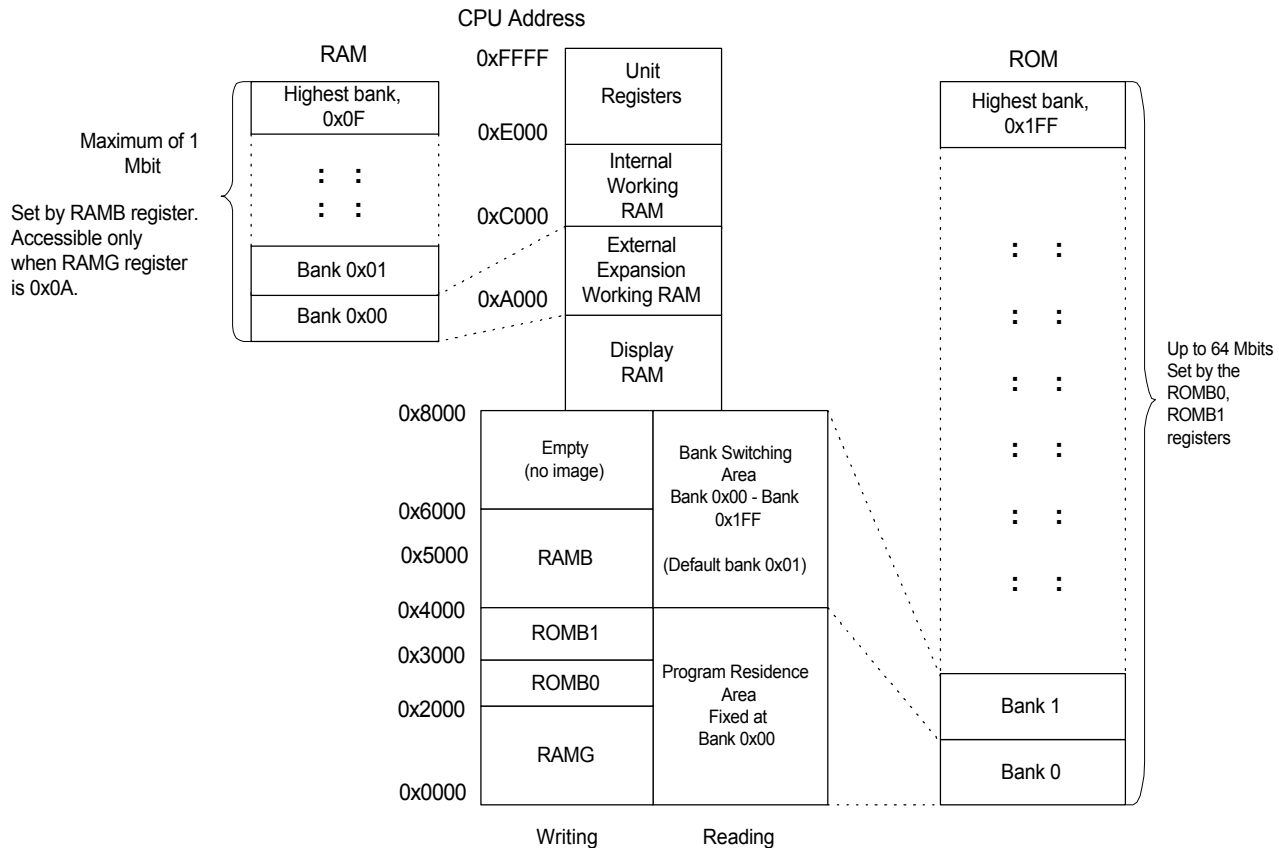 CPU Address
RAM
Highest bank,
0x0F
: :
: :
Bank 0x01
Bank 0x00
Maximum of 1
Mbit
Set by RAMB register.
Accessible only
when RAMG register
is 0x0A.
0xFFFF
0xE000
0xC000
0xA000
0x8000
0x6000
0x5000
0x4000
0x3000
0x2000
0x0000
Unit
Registers
Internal
Working
RAM
External
Expansion
Working RAM
Display
RAM
Empty
(no image)
RAMB
ROMB1
ROMB0
RAMG
Writing
Bank Switching
Area
Bank 0x00 - Bank
0x1FF
(Default bank 0x01)
Program Residence
Area
Fixed at
Bank 0x00
Reading
ROM
Highest bank,
0x1FF
: :
: :
: :
: :
: :
: :
Bank 1
Bank 0
Up to 64 Mbits
Set by the
ROMB0,
ROMB1
registers